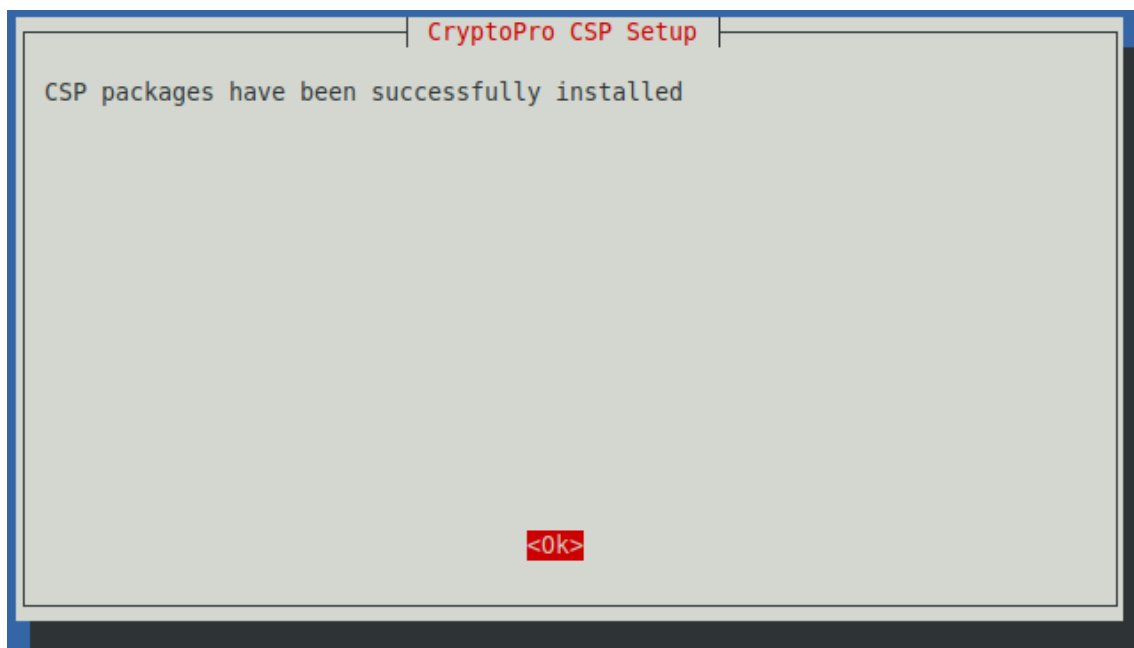 CryptoPro CSP Setup
CSP packages have been successfully installed
<Ok>